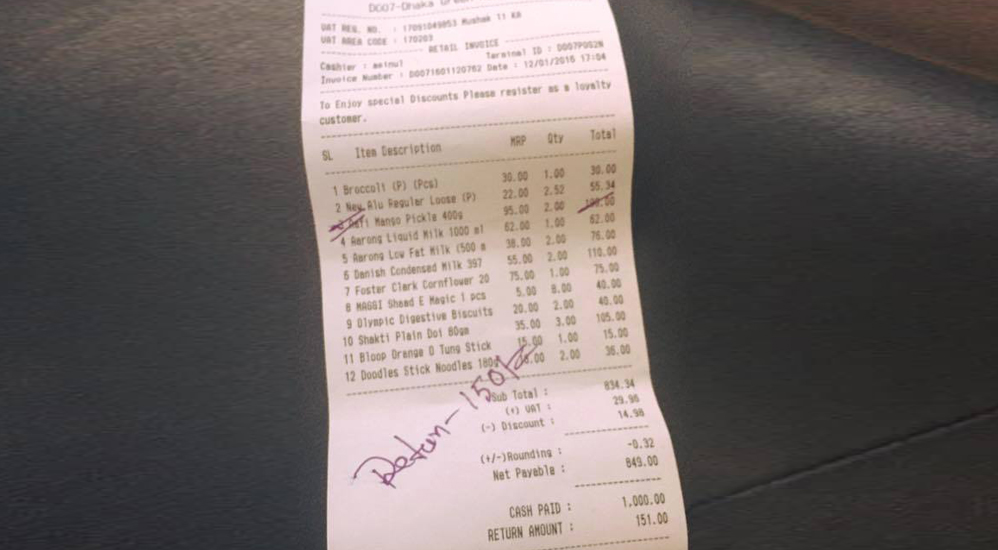 D007-Dhaka
VAT REG. NO. : 17091049853 Mushak 11 KA
VAT AREA CODE : 170203
RETAIL INVOICE
Cashier : aminul Terminal ID : D007POS2N
Invoice Number : D0071601120762 Date : 12/01/2016 17:04
To Enjoy special Discounts Please register as a loyalty
customer.
SL Item Description MRP Qty Total
1 Broccoli (P) (Pcs) 30.00 1.00 30.00
2 New Alu Regular Loose (P) 22.00 2.52 55.34
Mango Pickle 400g 95.00 2.00 190.00
4 Aarong Liquid Milk 1000 ml 62.00 1.00 62.00
5 Aarong Low Fat Milk (500 m 38.00 2.00 76.00
6 Danish Condensed Milk 397 55.00 2.00 110.00
7 Foster Clark Cornflower 20 75.00 1.00 75.00
8 MAGGI Shaad E Magic 1 pcs 5.00 8.00 40.00
9 Olympic Digestive Biscuits 20.00 2.00 40.00
10 Shakti Plain Doi 80gm 35.00 3.00 105.00
11 Bloop Orange O Tung Stick 15.00 1.00 15.00
12 Doodles Stick Noodles 180g 2.00 36.00
Return - 150/-
Sub Total : 834.34
(+) VAT : 29.96
(-) Discount : 14.98
(+/-)Rounding : -0.32
Net Payable : 849.00
CASH PAID : 1,000.00
RETURN AMOUNT : 151.00